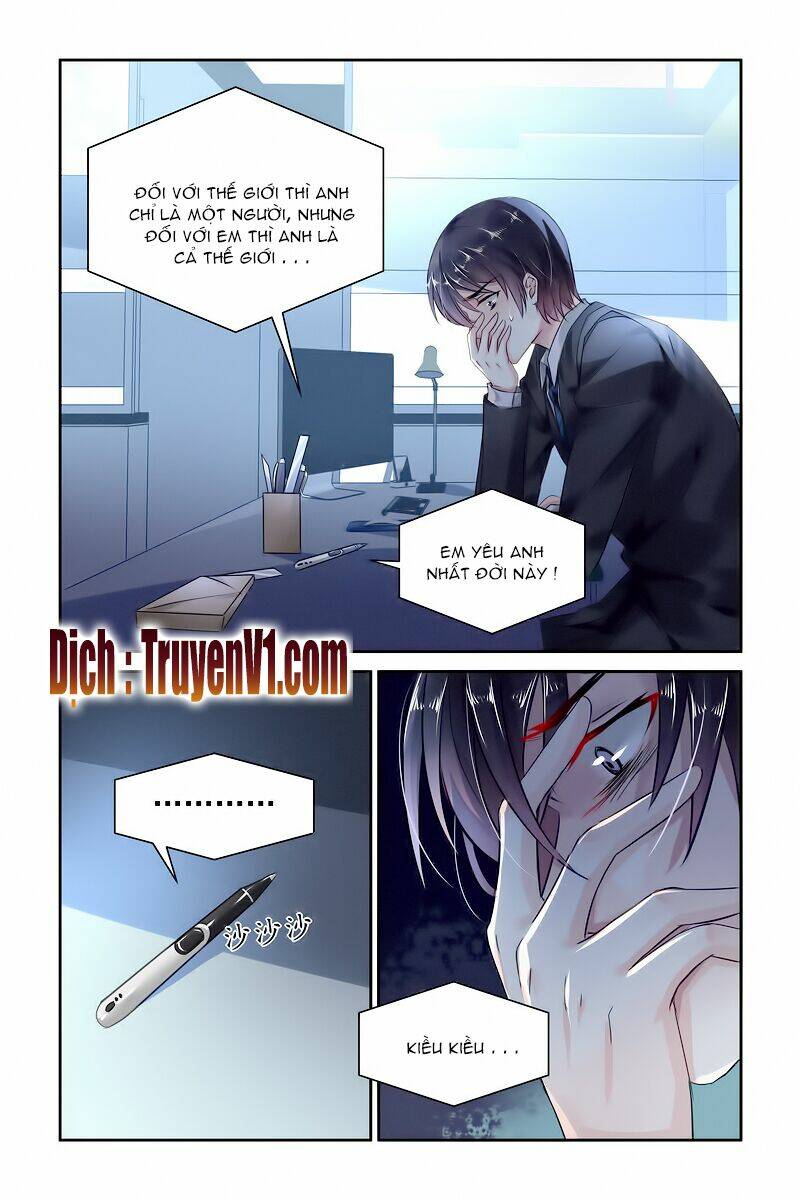 ĐỐI VỚI THẾ GIỚI THÌ ANH
CHỈ LÀ MỘT NGƯỜI, NHƯNG
ĐỐI VỚI EM THÌ ANH LÀ
CẢ THẾ GIỚI . . .
EM YÊU ANH
NHẤT ĐỜI NÀY !
Dịch : TruyenV1.com
............
沙沙沙
KIỀU KIỀU . . .